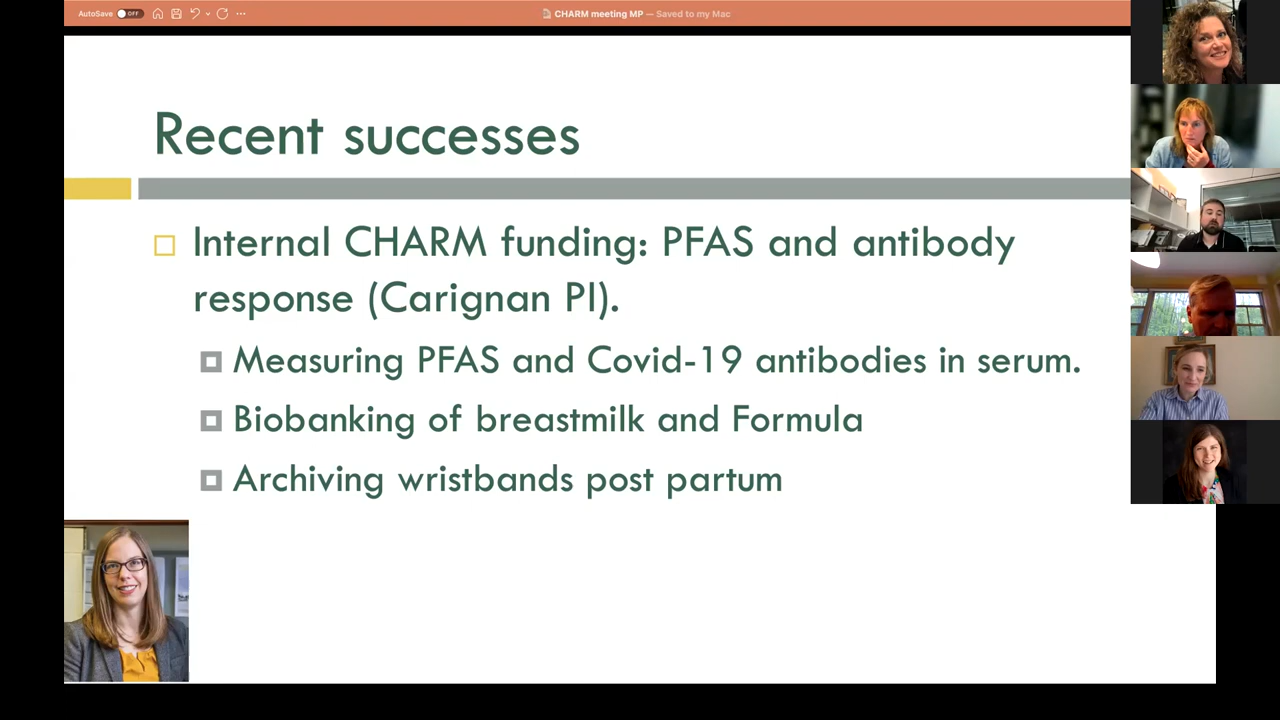 AutoSave OFF
CHARM meeting MP — Saved to my Mac
Recent successes
Internal CHARM funding: PFAS and antibody
response (Carignan PI).
Measuring PFAS and Covid-19 antibodies in serum.
Biobanking of breastmilk and Formula
Archiving wristbands post partum